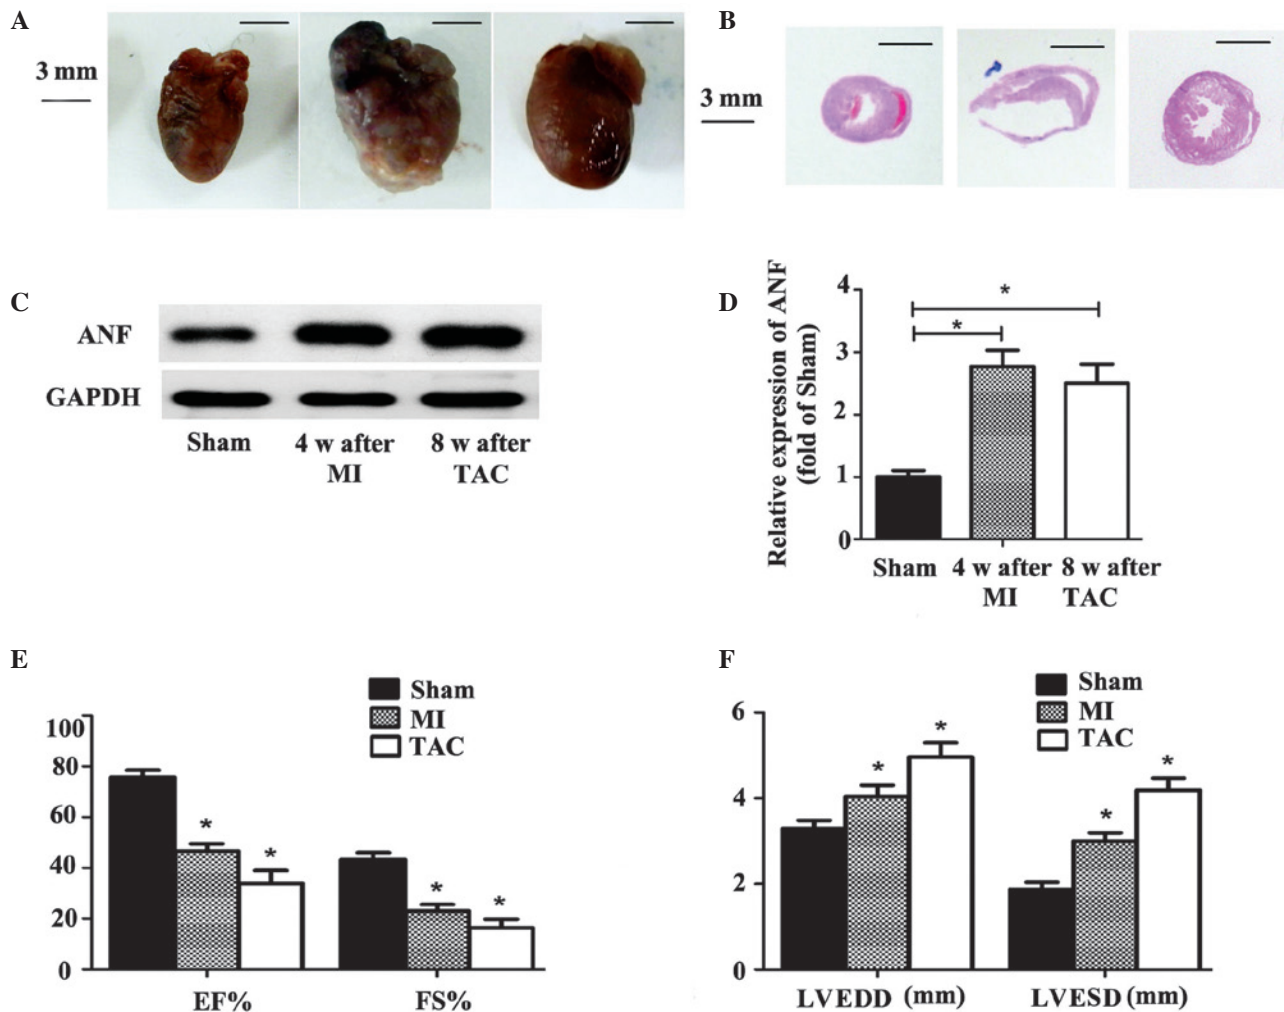 A
3 mm
B
3 mm
C
ANF
GAPDH
Sham
4 w after
MI
8 w after
TAC
D
Relative expression of ANF
(fold of Sham)
4
3
2
1
0
*
*
Sham
4 w after
MI
8 w after
TAC
E
Sham
MI
TAC
100
80
60
40
20
0
*
*
*
*
EF%
FS%
F
Sham
MI
TAC
6
4
2
0
*
*
*
*
LVEDD (mm)
LVESD (mm)